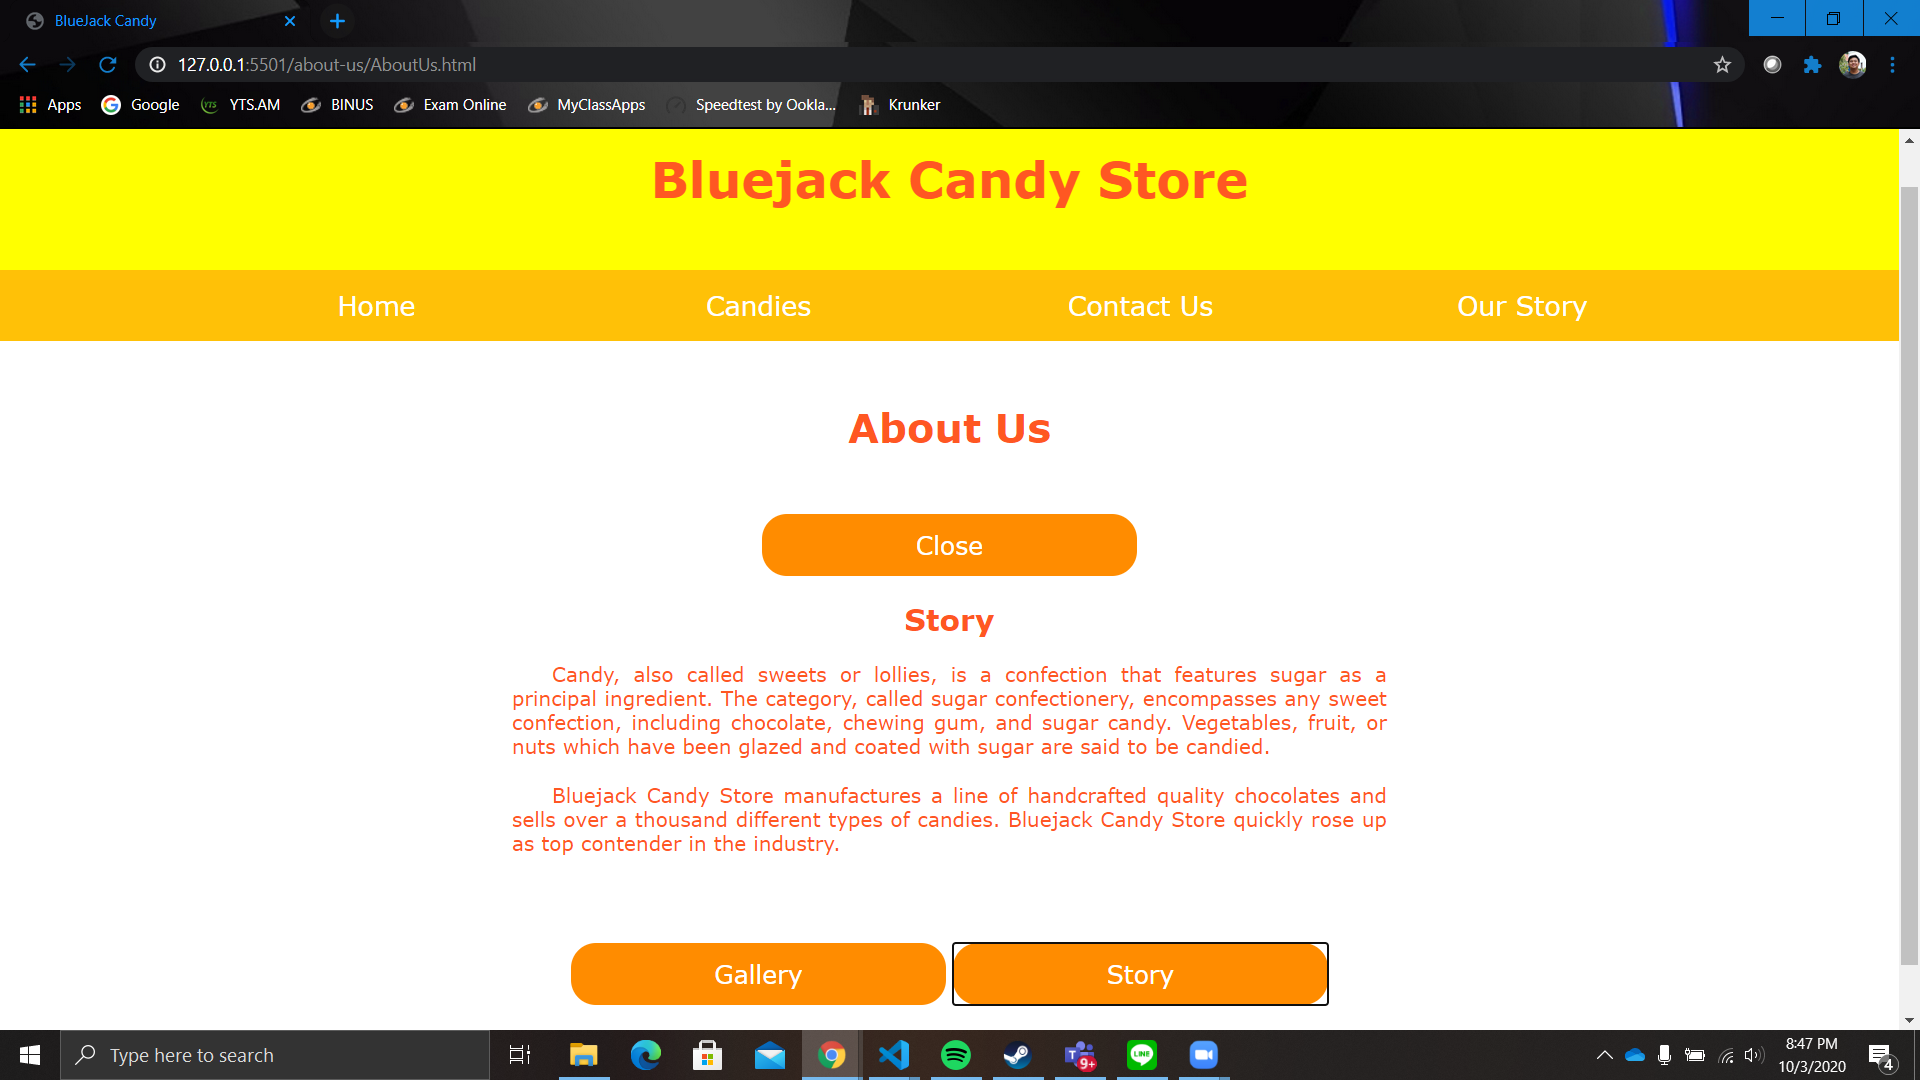 BlueJack Candy
127.0.0.1:5501/about-us/AboutUs.html
Apps Google YTS.AM BINUS Exam Online MyClassApps Speedtest by Ookla... Krunker
Bluejack Candy Store
Home Candies Contact Us Our Story
About Us
Close
Story
Candy, also called sweets or lollies, is a confection that features sugar as a
principal ingredient. The category, called sugar confectionery, encompasses any sweet
confection, including chocolate, chewing gum, and sugar candy. Vegetables, fruit, or
nuts which have been glazed and coated with sugar are said to be candied.
Bluejack Candy Store manufactures a line of handcrafted quality chocolates and
sells over a thousand different types of candies. Bluejack Candy Store quickly rose up
as top contender in the industry.
Gallery Story
Type here to search
9+
LINE
8:47 PM
10/3/2020
4